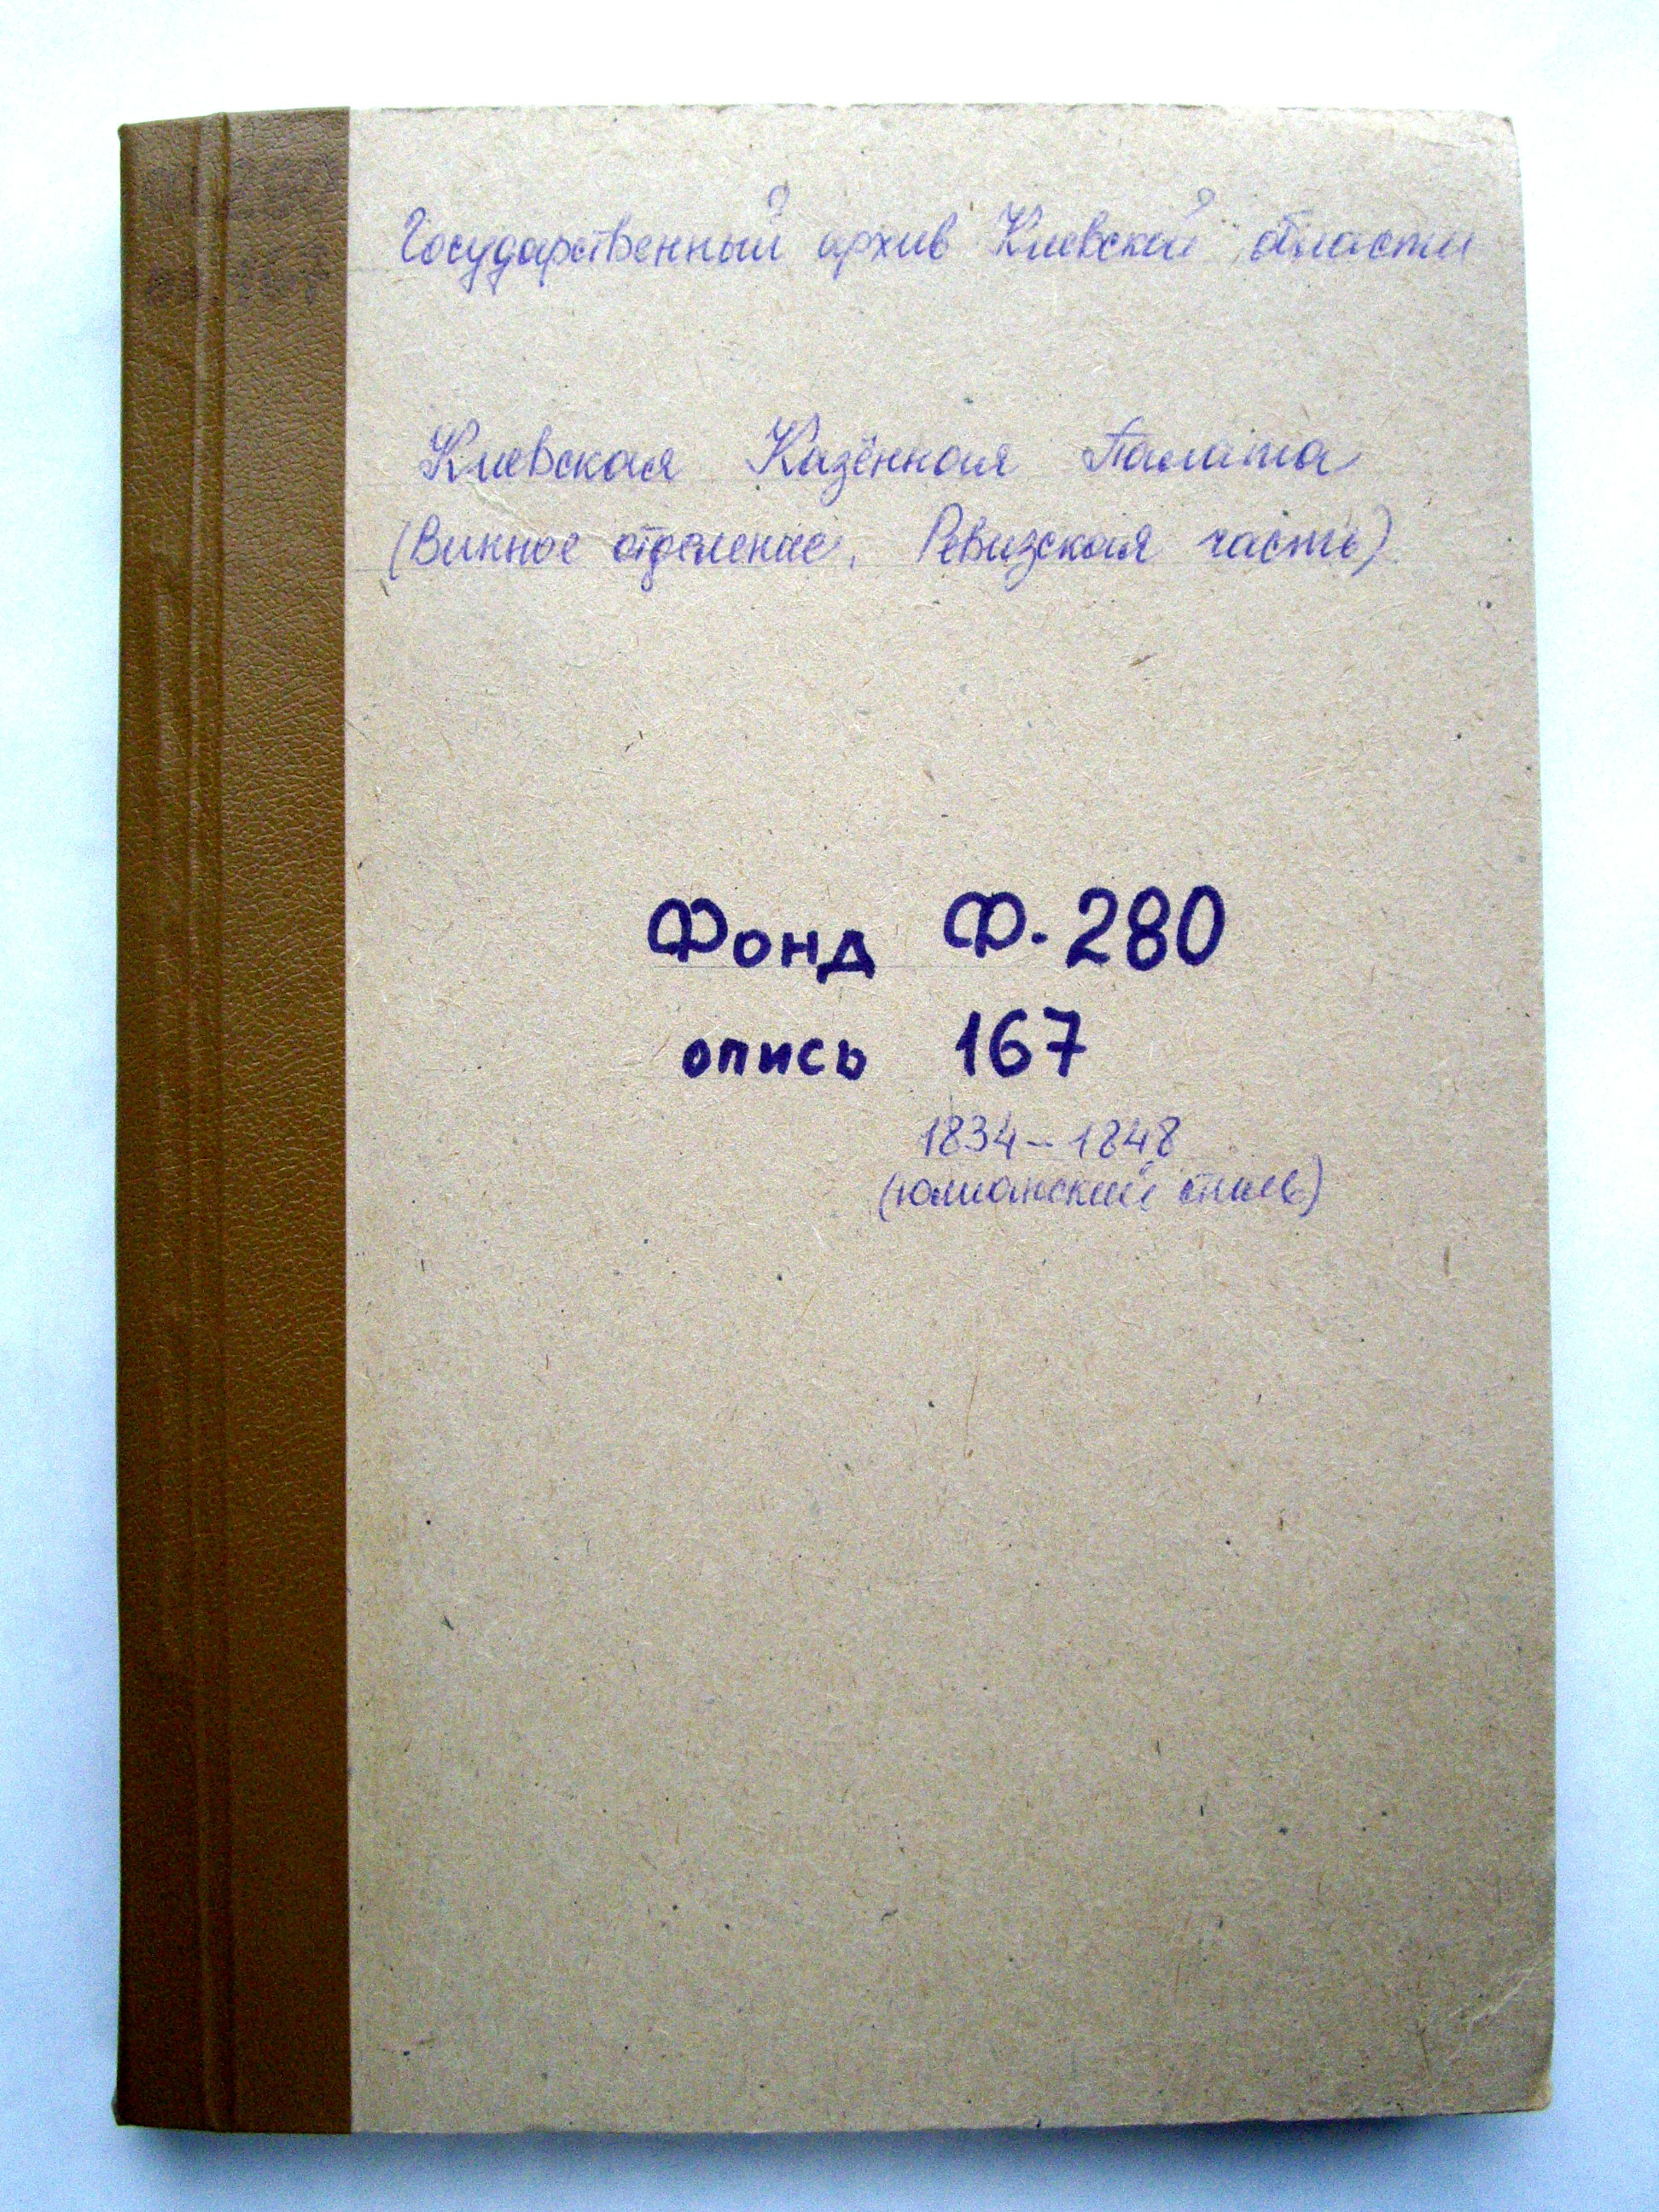 Государственный архив Киевской области
Киевская Казённая Палата
(Винное отделение. Ревизская часть)
Фонд Ф. 280
опись 167
1834-1848
(юлианский стиль)